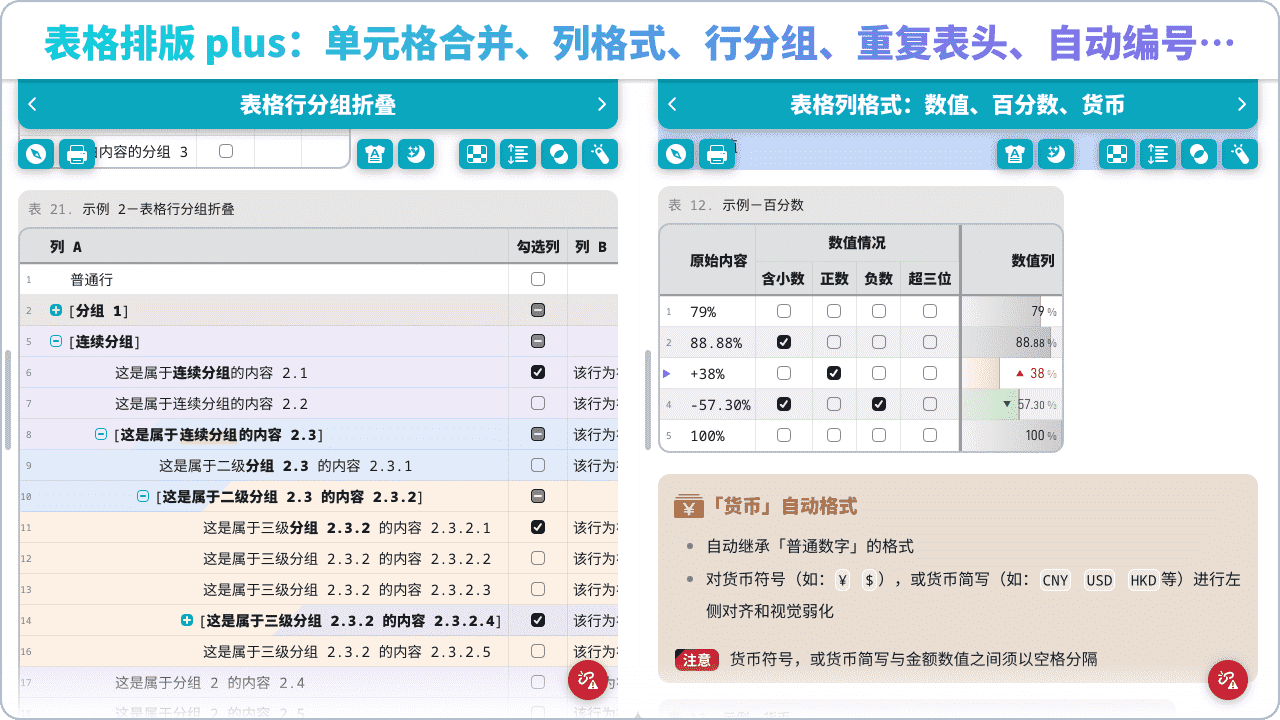 表格排版 plus：单元格合并、列格式、行分组、重复表头、自动编号…
表格行分组折叠
内容的分组 3
表 21. 示例 2—表格行分组折叠
列 A 勾选列 列 B
1 普通行
2 [分组 1]
5 [连续分组]
6 这是属于连续分组的内容 2.1 该行为
7 这是属于连续分组的内容 2.2 该行为
8 [这是属于连续分组的内容 2.3]
9 这是属于二级分组 2.3 的内容 2.3.1 该行为
10 [这是属于二级分组 2.3 的内容 2.3.2]
11 这是属于三级分组 2.3.2 的内容 2.3.2.1 该行为
12 这是属于三级分组 2.3.2 的内容 2.3.2.2 该行为
13 这是属于三级分组 2.3.2 的内容 2.3.2.3 该行为
14 [这是属于三级分组 2.3.2 的内容 2.3.2.4] 该行为
16 这是属于三级分组 2.3.2 的内容 2.3.2.5 该行为
17 这是属于分组 2 的内容 2.4 该行为
18 这是属于分组 2 的内容 2.5
表格列格式：数值、百分数、货币
表 12. 示例—百分数
原始内容 数值情况 数值列
含小数 正数 负数 超三位
1 79% 79 %
2 88.88% 88.88 %
+38% ▲ 38 %
4 -57.30% ▼ 57.30 %
5 100% 100 %
「货币」自动格式
• 自动继承「普通数字」的格式
• 对货币符号（如：¥ $），或货币简写（如：CNY USD HKD等）进行左
侧对齐和视觉弱化
注意 货币符号，或货币简写与金额数值之间须以空格分隔